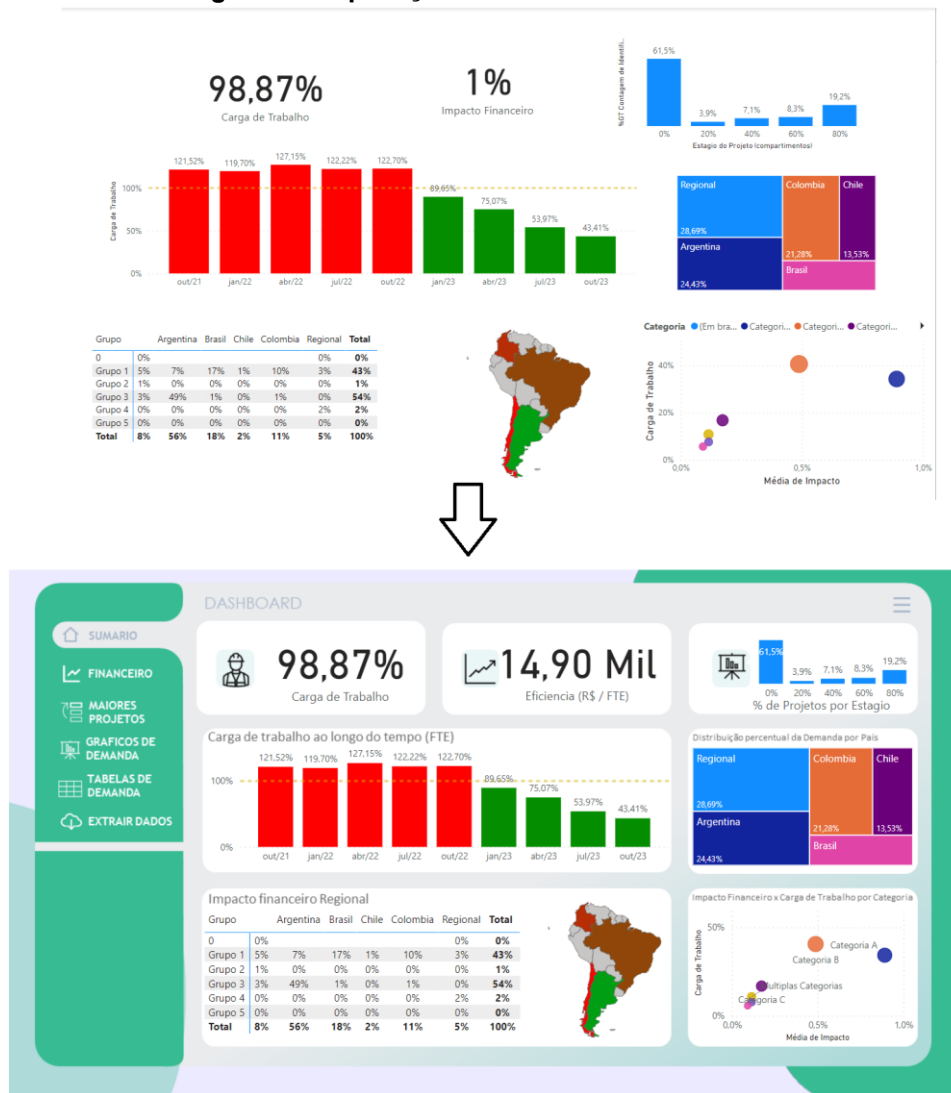 98,87%
Carga de Trabalho
1%
Impacto Financeiro
%GT Contagem de Identifi...
61,5%
3,9%
7,1%
8,3%
19,2%
0% 20% 40% 60% 80%
Estagio do Projeto (compartimentos)
Carga de Trabalho
121,52% 119,70% 127,15% 122,22% 122,70%
89,65%
75,07%
53,97%
43,41%
100%
50%
0%
out/21 jan/22 abr/22 jul/22 out/22 jan/23 abr/23 jul/23 out/23
Regional
28,69%
Argentina
24,43%
Colombia
21,28%
Chile
13,53%
Brasil
Grupo Argentina Brasil Chile Colombia Regional Total
0 0% 0% 0%
Grupo 1 5% 7% 17% 1% 10% 3% 43%
Grupo 2 1% 0% 0% 0% 0% 0% 1%
Grupo 3 3% 49% 1% 0% 1% 0% 54%
Grupo 4 0% 0% 0% 0% 0% 2% 2%
Grupo 5 0% 0% 0% 0% 0% 0% 0%
Total 8% 56% 18% 2% 11% 5% 100%
Categoria (Em bra... Categori... Categori... Categori...
Carga de Trabalho
40%
20%
0%
0,0% 0,5% 1,0%
Média de Impacto
DASHBOARD
SUMARIO
FINANCEIRO
MAIORES
PROJETOS
GRAFICOS DE
DEMANDA
TABELAS DE
DEMANDA
EXTRAIR DADOS
98,87%
Carga de Trabalho
14,90 Mil
Eficiencia (R$ / FTE)
61,5%
3,9% 7,1% 8,3% 19,2%
0% 20% 40% 60% 80%
% de Projetos por Estagio
Carga de trabalho ao longo do tempo (FTE)
121,52% 119,70% 127,15% 122,22% 122,70%
89,65%
75,07%
53,97%
43,41%
100%
0%
out/21 jan/22 abr/22 jul/22 out/22 jan/23 abr/23 jul/23 out/23
Distribuição percentual da Demanda por País
Regional
28,69%
Argentina
24,43%
Colombia
21,28%
Chile
13,53%
Brasil
Impacto financeiro Regional
Grupo Argentina Brasil Chile Colombia Regional Total
0 0% 0% 0%
Grupo 1 5% 7% 17% 1% 10% 3% 43%
Grupo 2 1% 0% 0% 0% 0% 0% 1%
Grupo 3 3% 49% 1% 0% 1% 0% 54%
Grupo 4 0% 0% 0% 0% 0% 2% 2%
Grupo 5 0% 0% 0% 0% 0% 0% 0%
Total 8% 56% 18% 2% 11% 5% 100%
Impacto Financeiro x Carga de Trabalho por Categoria
Carga de Trabalho
50%
0%
Categoria A
Categoria B
Multiplas Categorias
Categoria C
0,0% 0,5% 1,0%
Média de Impacto